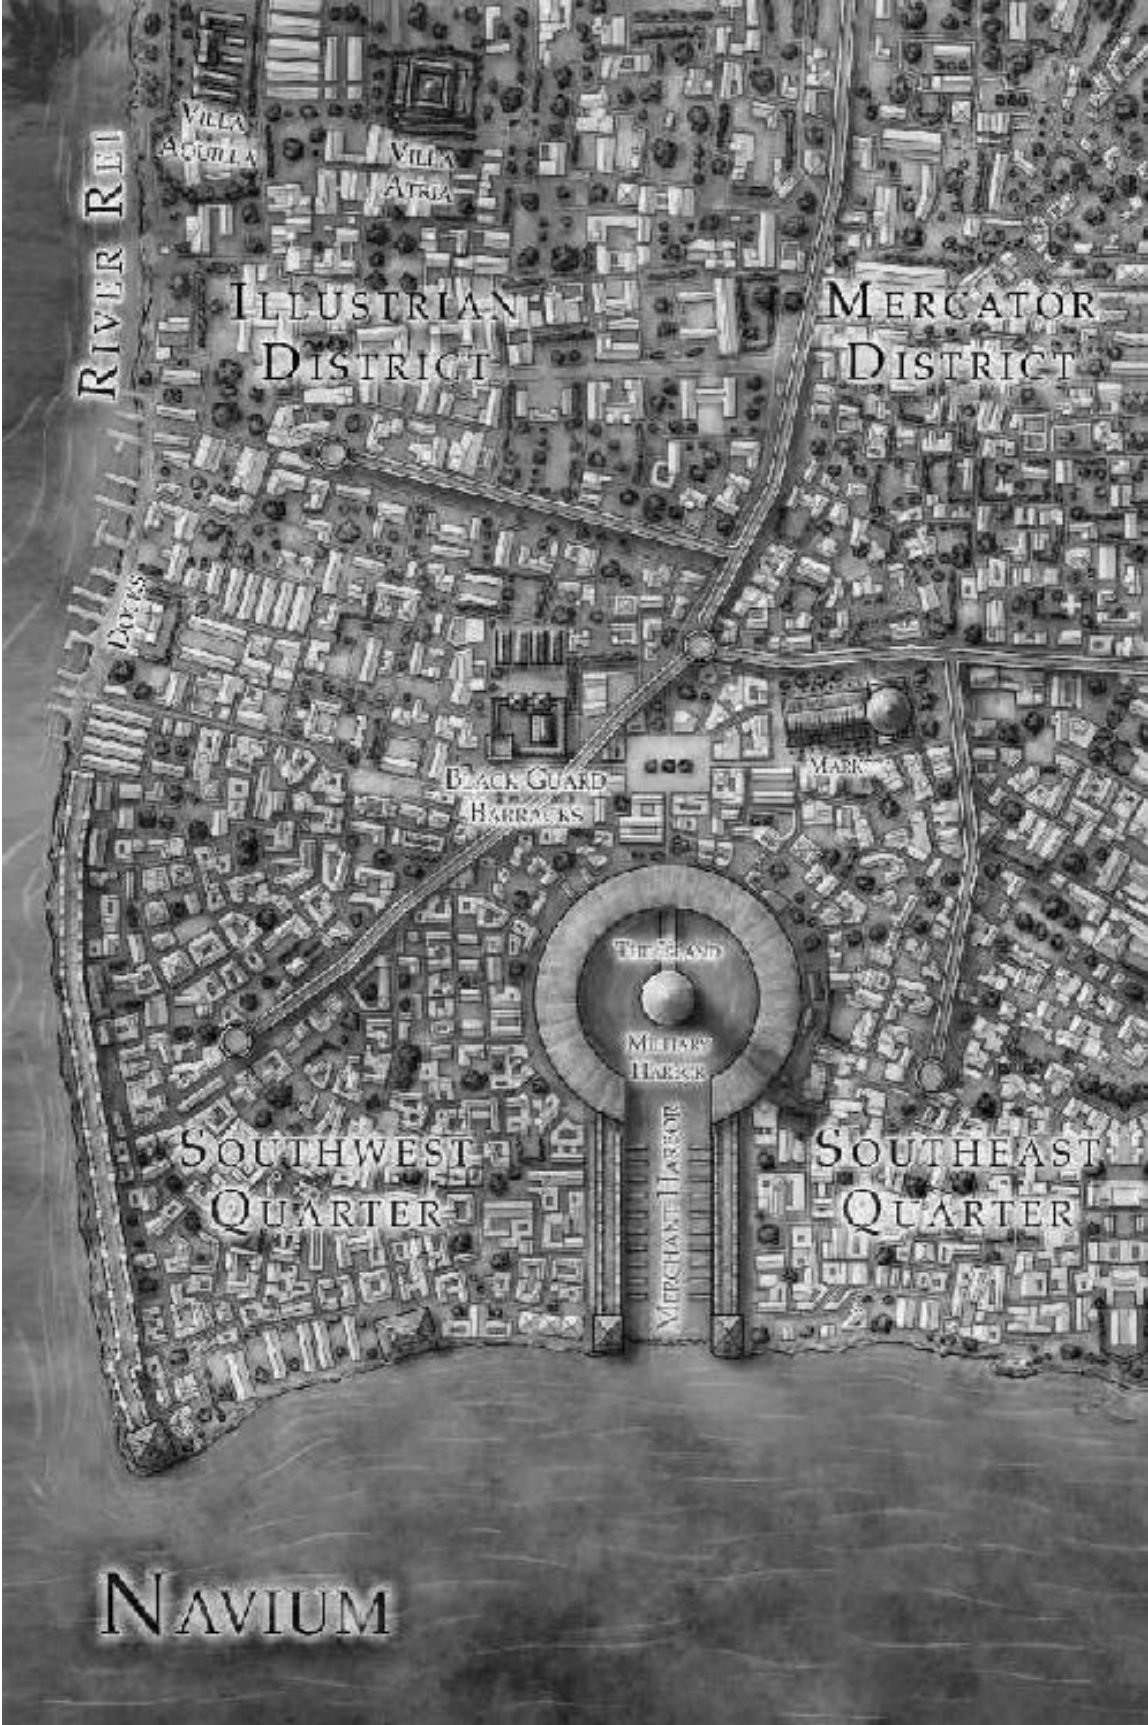 VILLA
AQUILLA
VILLA
ATRIA
RIVER REI
ILLUSTRIAN
DISTRICT
MERCATOR
DISTRICT
DOCKS
MARKET
BLACK GUARD
BARRACKS
THE ISLAND
MILITARY
HARBOR
MERCHANT HARBOR
SOUTHWEST
QUARTER
SOUTHEAST
QUARTER
NAVIUM